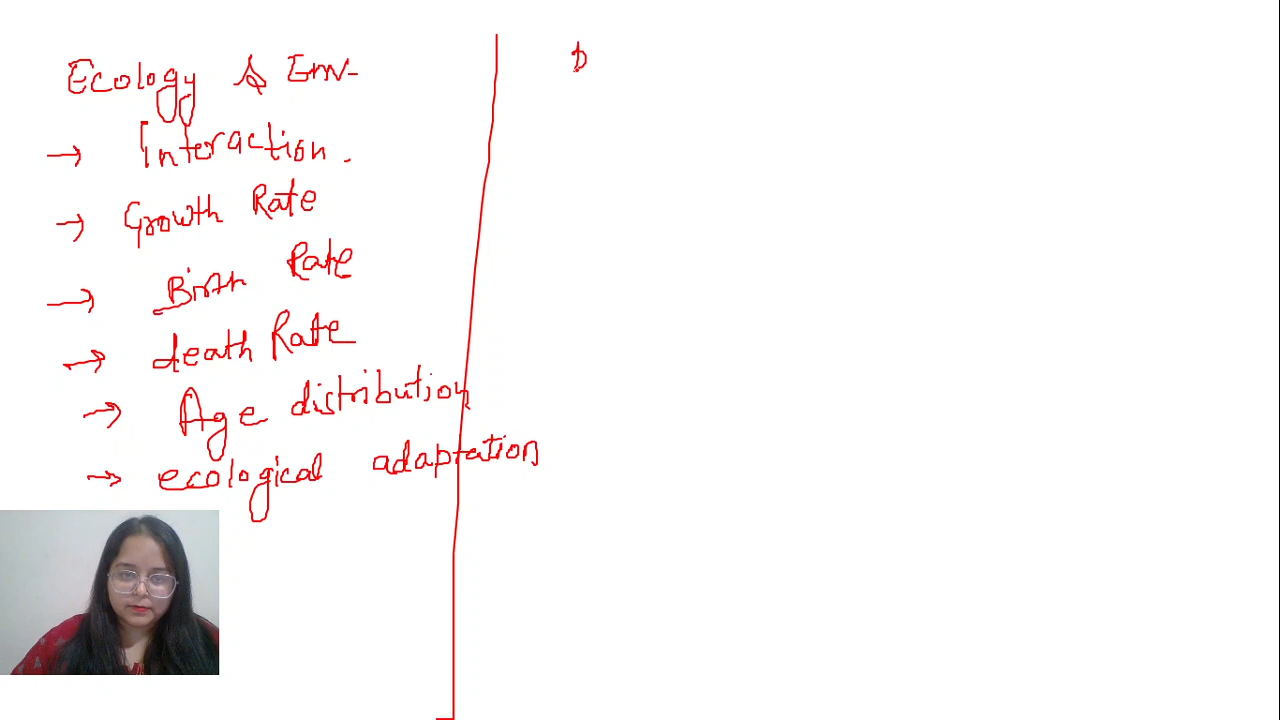 Ecology & Env-
→ Interaction.
→ Growth Rate
→ Birth Rate
→ death Rate
→ Age distribution
→ ecological adaptation